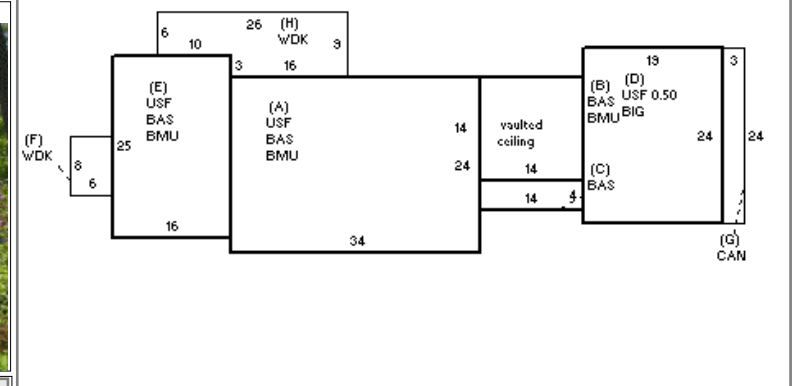 26 (H)
WDK
6
10
9
3 16
19
3
(E)
USF
BAS
BMU
(A)
USF
BAS
BMU
(B)
BAS
BMU
(D)
USF 0.50
BIG
14
vaulted
ceiling
24
24
24
(F)
WDK
25
8
6
14
(C)
BAS
14
4
16
34
(G)
CAN